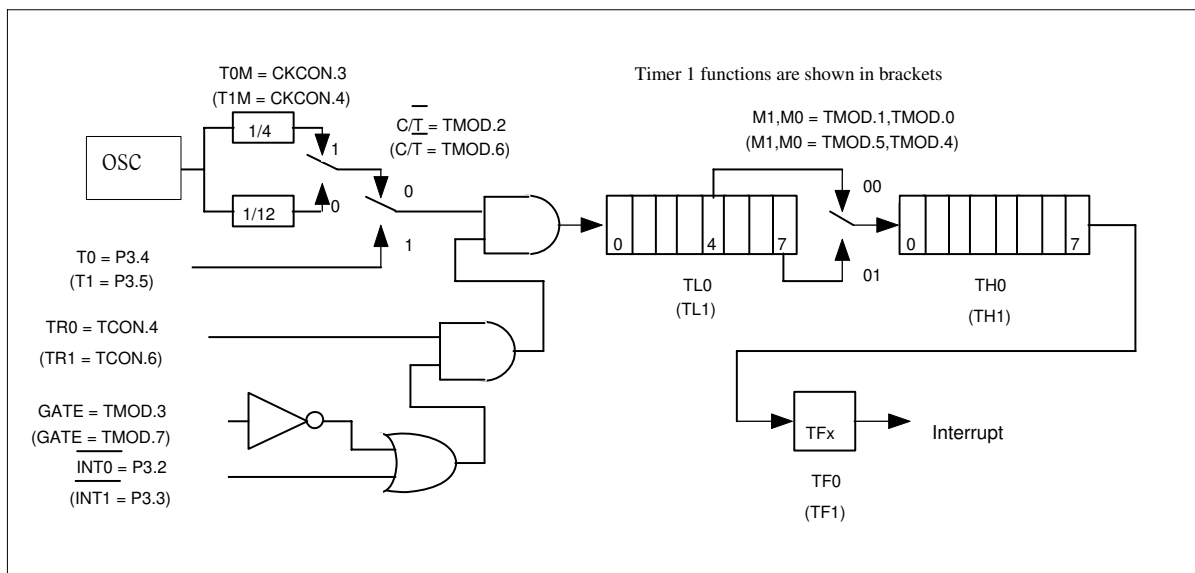 T0M = CKCON.3
(T1M = CKCON.4)
Timer 1 functions are shown in brackets
OSC
1/4
1/12
1
0
C/T̅ = TMOD.2
(C/T̅ = TMOD.6)
0
1
M1,M0 = TMOD.1,TMOD.0
(M1,M0 = TMOD.5,TMOD.4)
T0 = P3.4
(T1 = P3.5)
0
4
7
TL0
(TL1)
00
01
0
7
TH0
(TH1)
TR0 = TCON.4
(TR1 = TCON.6)
GATE = TMOD.3
(GATE = TMOD.7)
I̅N̅T̅0̅ = P3.2
(I̅N̅T̅1̅ = P3.3)
TFx
Interrupt
TF0
(TF1)